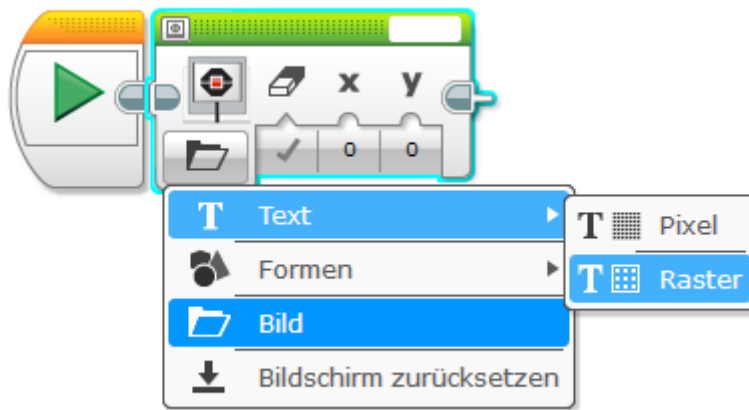 x y
0 0
T Text
T Pixel
Formen
T Raster
Bild
Bildschirm zurücksetzen